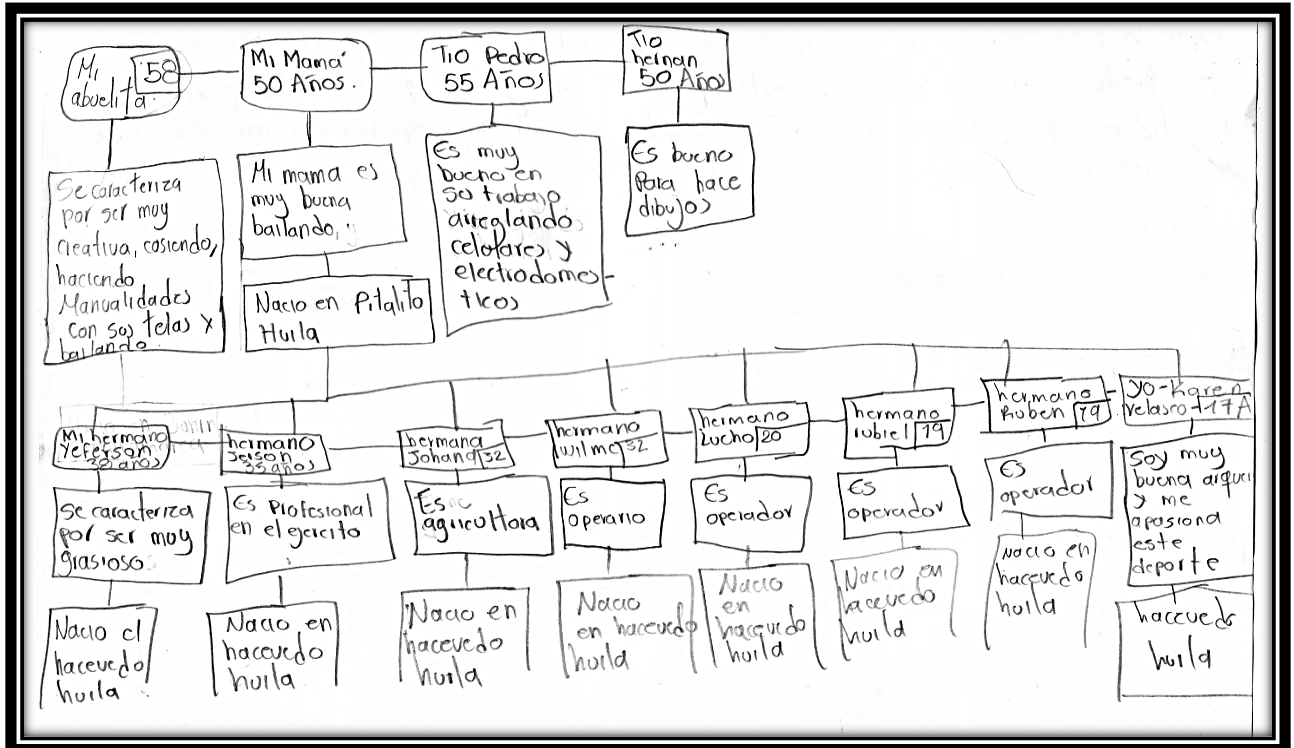 Mi
abuelita.
58
Mi Mamá
50 Años.
Tio Pedro
55 Años
Tio
hernan
50 Años
Se caracteriza
por ser muy
creativa, cosiendo,
haciendo
Manualidades
con sus telas y
bailando.
Mi mama es
muy buena
bailando,
Nacio en Pitalito
Huila
Es muy
bueno en
su trabajo
arreglando
celulares y
electrodomes-
ticos
Es bueno
Para hace
dibujos
Mi hermano
Yeferson
años
Se caracteriza
por ser muy
grasioso
Nacio el
hacevedo
huila
hermano
Jeison
35 años
Es Profesional
en el ejercito
Nacio en
hacevedo
huila
hermana
Johana 32
Es
agricultora
Nacio en
hacevedo
huila
hermano
wilme 32
Es
operario
Nacio
en hacevedo
huila
hermano
Lucho 20
Es
operador
Nacio
en
hacevedo
huila
hermano
rubiel 19
Es
operador
Nacio en
hacevedo
huila
hermano
Ruben 19
Es
operador
Nacio en
hacevedo
huila
yo-Karen
velasco-17A
Soy muy
buena arque
y me
apasiona
este
deporte
hacevedo
huila